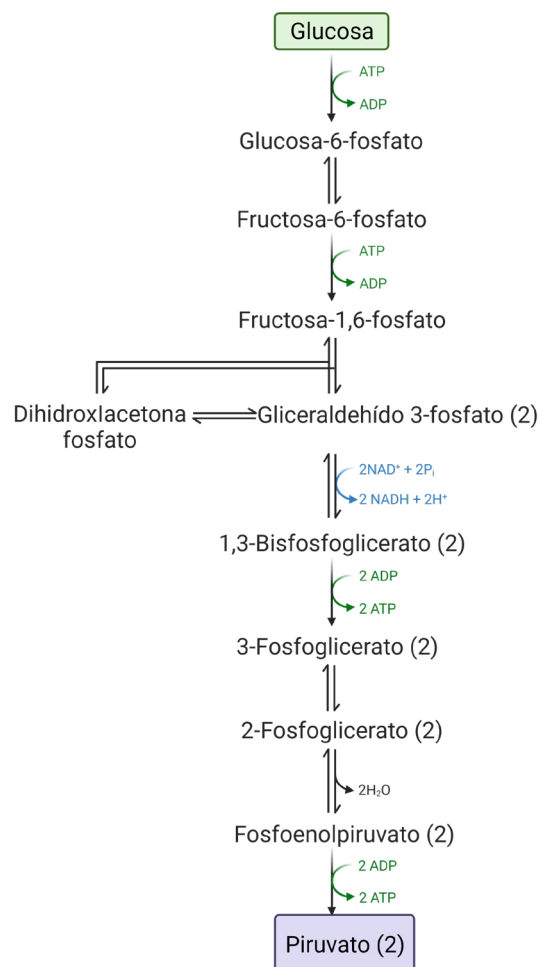 Glucosa
ATP
ADP
Glucosa-6-fosfato
Fructosa-6-fosfato
ATP
ADP
Fructosa-1,6-fosfato
DihidroxIacetona
fosfato
Gliceraldehído 3-fosfato (2)
2NAD⁺ + 2Pᵢ
2 NADH + 2H⁺
1,3-Bisfosfoglicerato (2)
2 ADP
2 ATP
3-Fosfoglicerato (2)
2-Fosfoglicerato (2)
2H₂O
Fosfoenolpiruvato (2)
2 ADP
2 ATP
Piruvato (2)